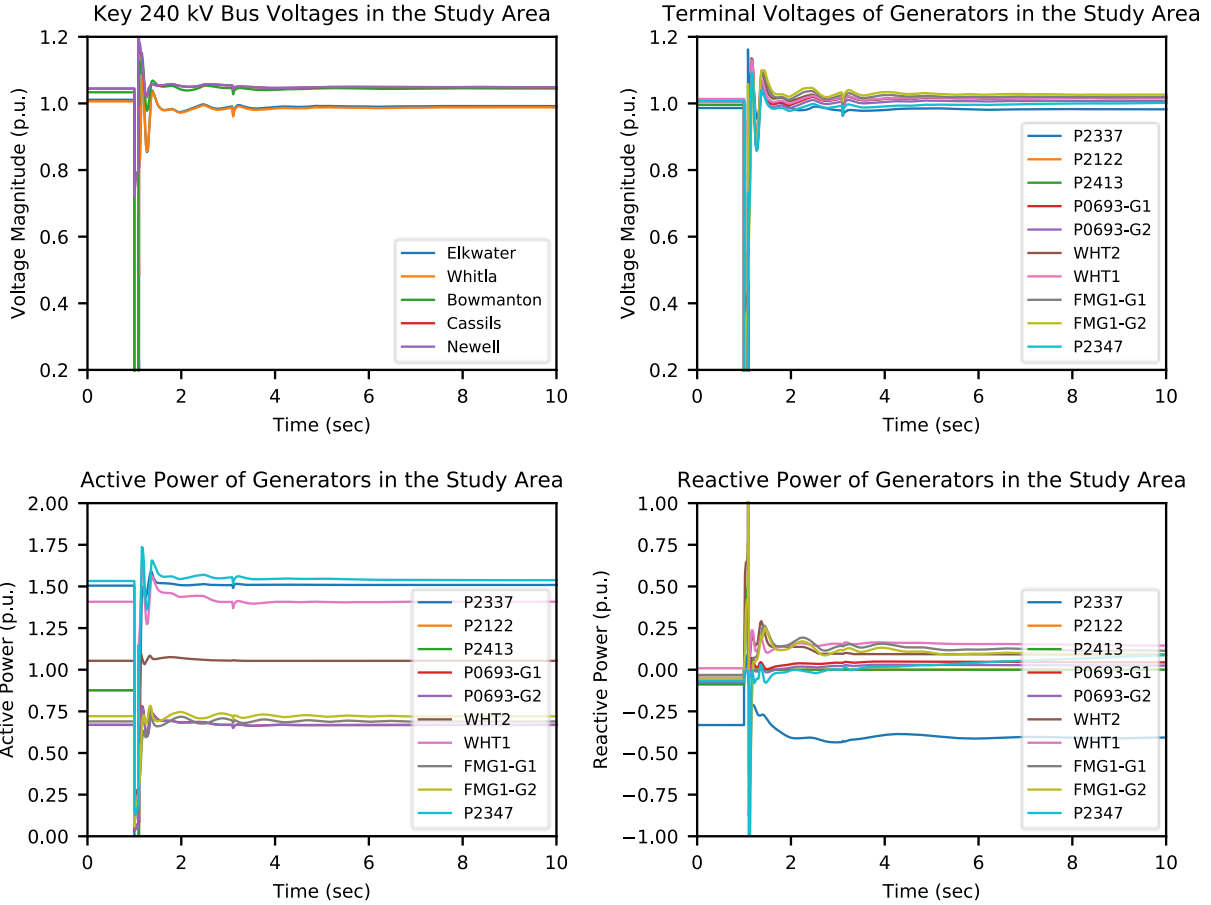 Key 240 kV Bus Voltages in the Study Area
1.2
1.0
0.8
0.6
0.4
0.2
Voltage Magnitude (p.u.)
Elkwater
Whitla
Bowmanton
Cassils
Newell
0 2 4 6 8 10
Time (sec)
Terminal Voltages of Generators in the Study Area
1.2
1.0
0.8
0.6
0.4
0.2
Voltage Magnitude (p.u.)
P2337
P2122
P2413
P0693-G1
P0693-G2
WHT2
WHT1
FMG1-G1
FMG1-G2
P2347
0 2 4 6 8 10
Time (sec)
Active Power of Generators in the Study Area
2.00
1.75
1.50
1.25
1.00
0.75
0.50
0.25
0.00
Active Power (p.u.)
P2337
P2122
P2413
P0693-G1
P0693-G2
WHT2
WHT1
FMG1-G1
FMG1-G2
P2347
0 2 4 6 8 10
Time (sec)
Reactive Power of Generators in the Study Area
1.00
0.75
0.50
0.25
0.00
−0.25
−0.50
−0.75
−1.00
Reactive Power (p.u.)
P2337
P2122
P2413
P0693-G1
P0693-G2
WHT2
WHT1
FMG1-G1
FMG1-G2
P2347
0 2 4 6 8 10
Time (sec)